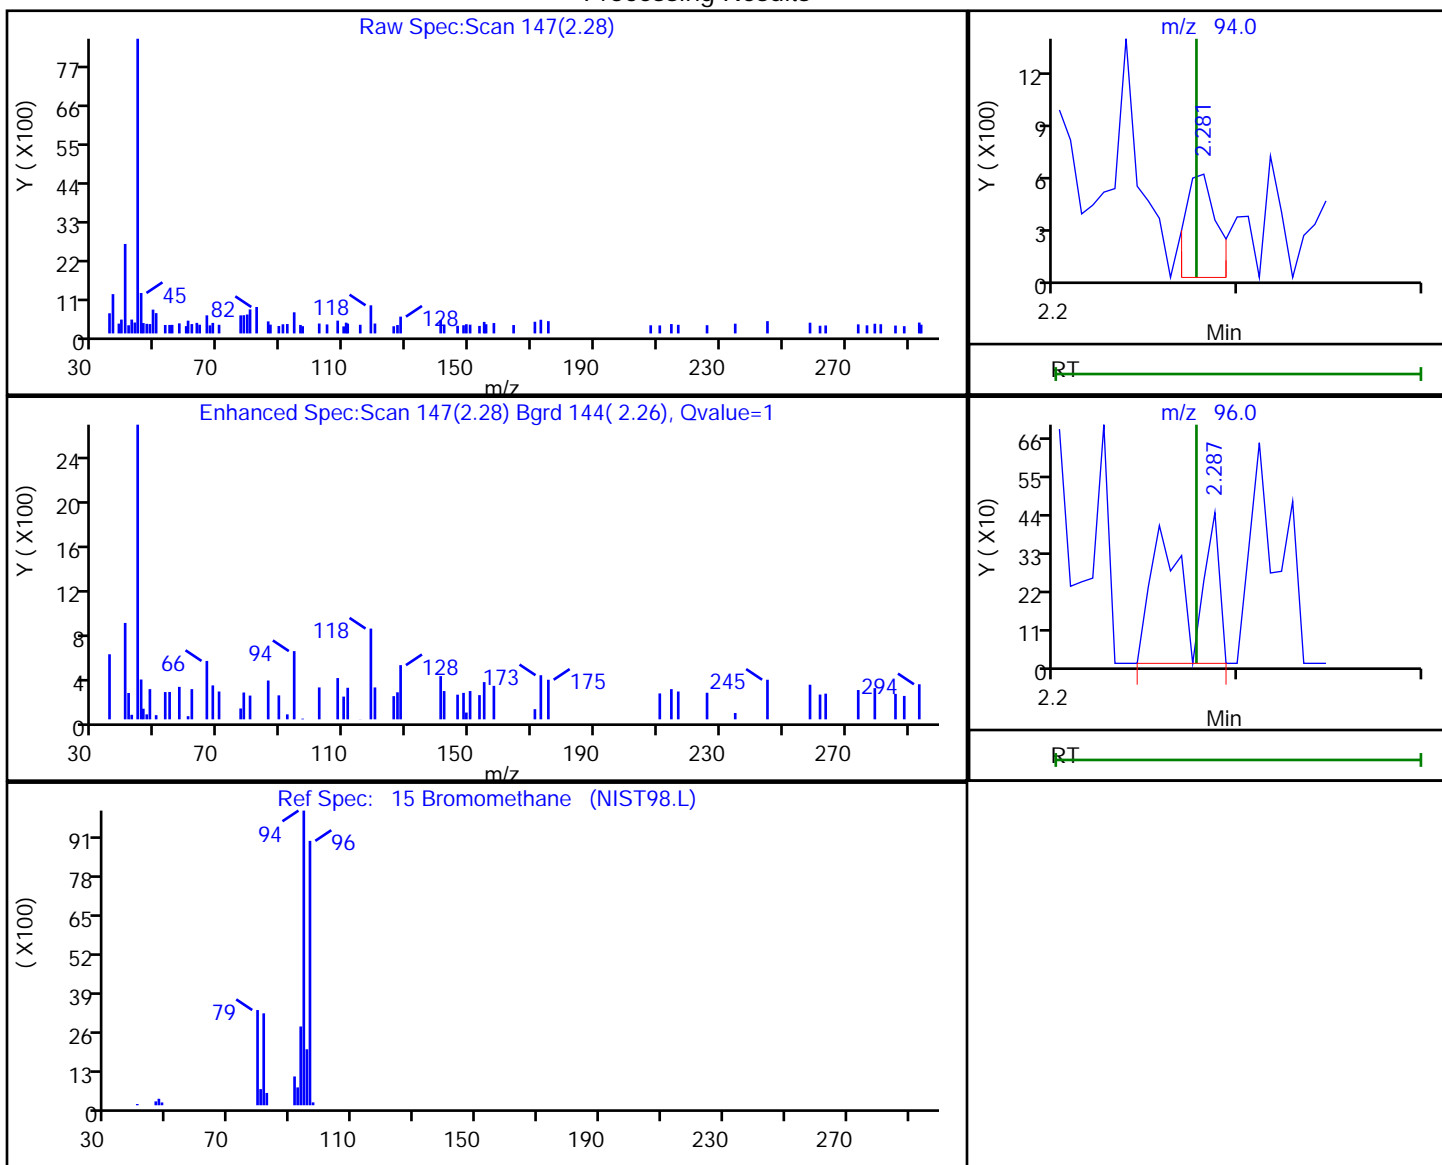 Processing Results
Raw Spec:Scan 147(2.28)
Y ( X100)
77
66
55
44
33
22
11
0
45
82
118
128
30 70 110 150 190 230 270
m/z
m/z 94.0
Y ( X100)
12
9
6
3
0
2.281
2.2
Min
RT
Enhanced Spec:Scan 147(2.28) Bgrd 144( 2.26), Qvalue=1
Y ( X100)
24
20
16
12
8
4
0
66
94
118
128
173
175
245
294
30 70 110 150 190 230 270
m/z
m/z 96.0
Y ( X10)
66
55
44
33
22
11
0
2.287
2.2
Min
RT
Ref Spec: 15 Bromomethane (NIST98.L)
( X100)
91
78
65
52
39
26
13
0
79
94
96
30 70 110 150 190 230 270